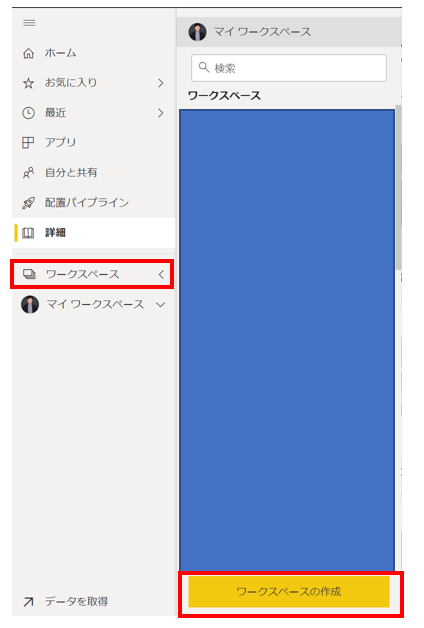 ホーム
お気に入り
最近
アプリ
自分と共有
配置パイプライン
詳細
ワークスペース
マイ ワークスペース
データを取得
マイ ワークスペース
検索
ワークスペース
ワークスペースの作成